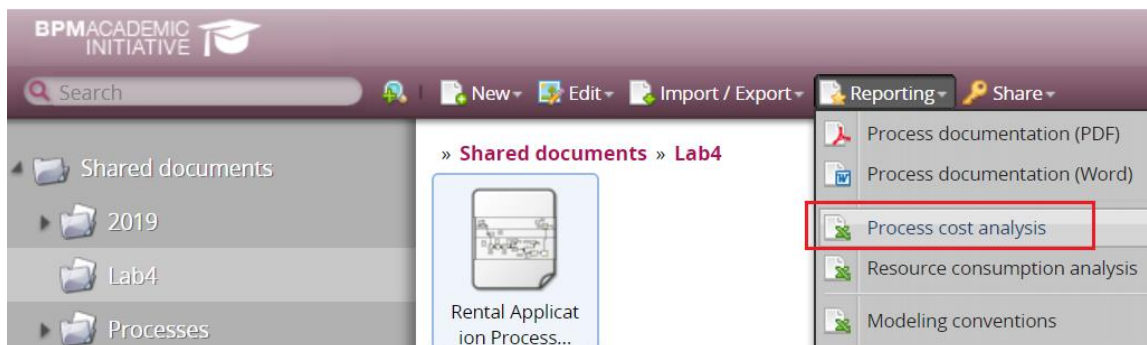 BPMACADEMIC
INITIATIVE
Search
New
Edit
Import / Export
Reporting
Share
Shared documents
2019
Lab4
Processes
» Shared documents » Lab4
Rental Applicat
ion Process...
Process documentation (PDF)
Process documentation (Word)
Process cost analysis
Resource consumption analysis
Modeling conventions